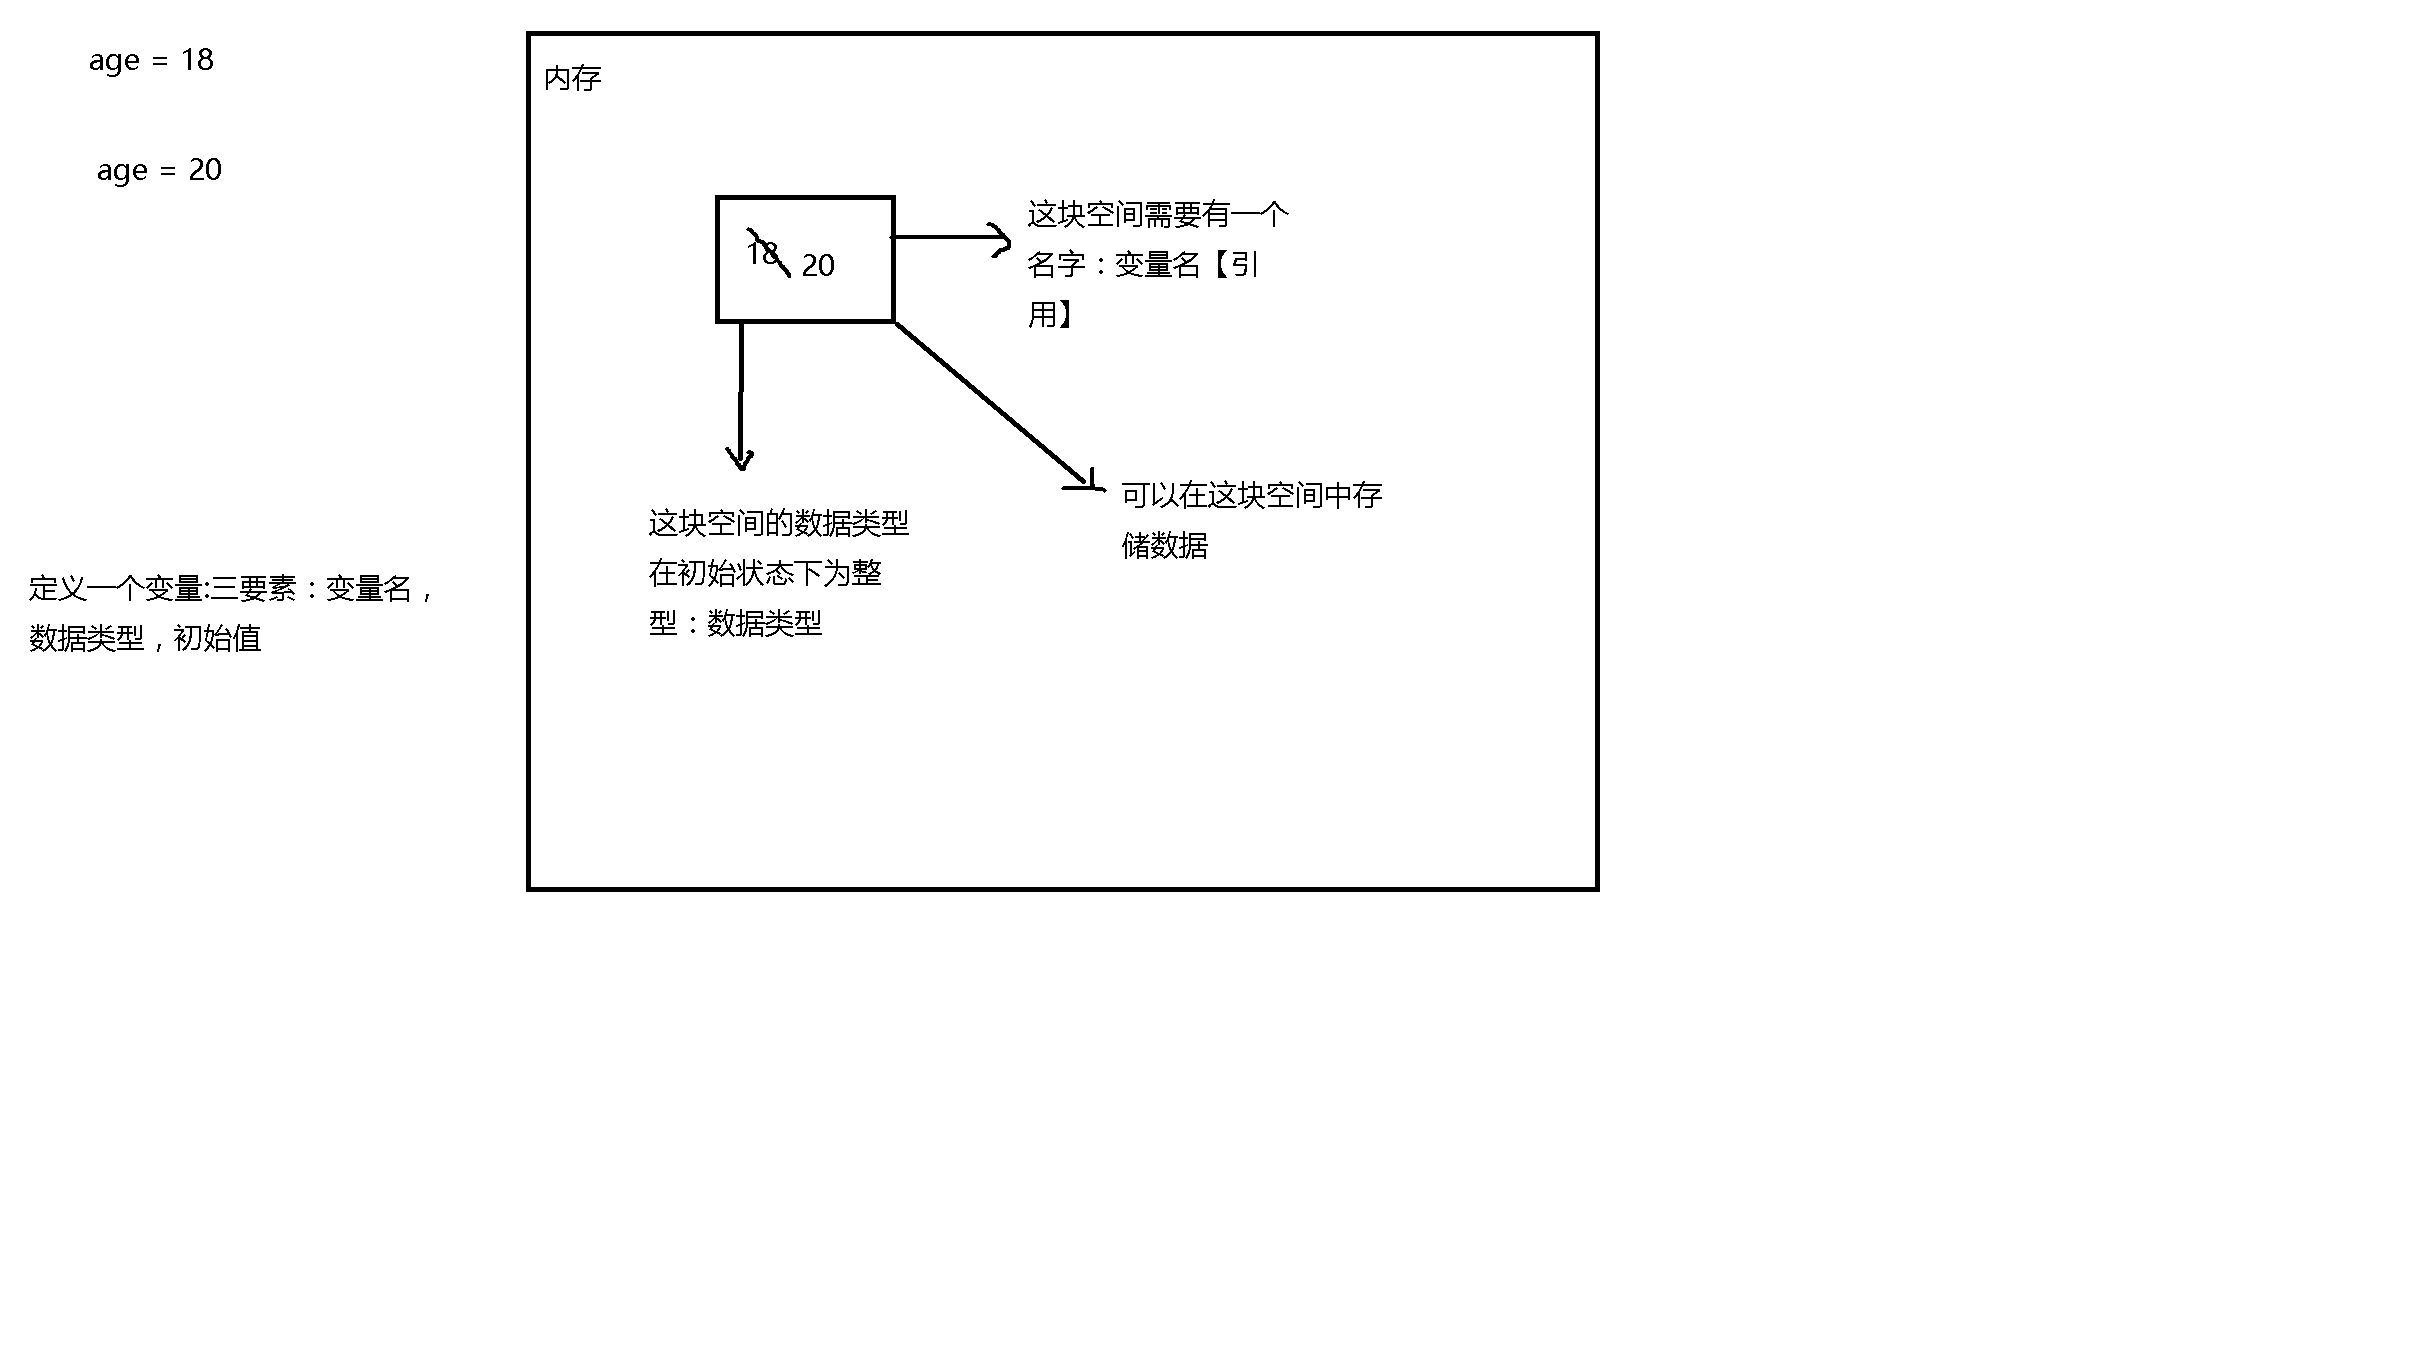 age = 18
age = 20
内存
18
20
这块空间需要有一个
名字：变量名【引
用】
可以在这块空间中存
储数据
这块空间的数据类型
在初始状态下为整
型：数据类型
定义一个变量:三要素：变量名，
数据类型，初始值